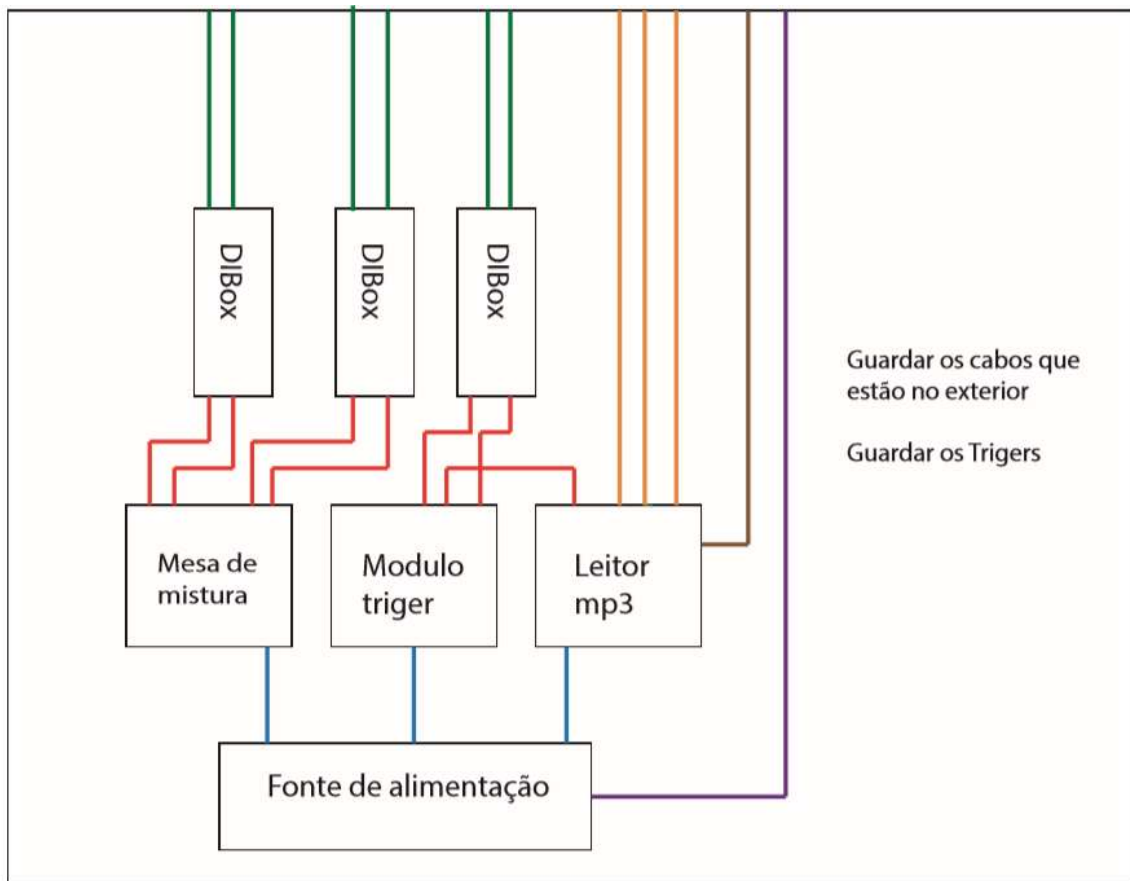 DIBox
DIBox
DIBox
Guardar os cabos que
estão no exterior
Guardar os Trigers
Mesa de
mistura
Modulo
triger
Leitor
mp3
Fonte de alimentação